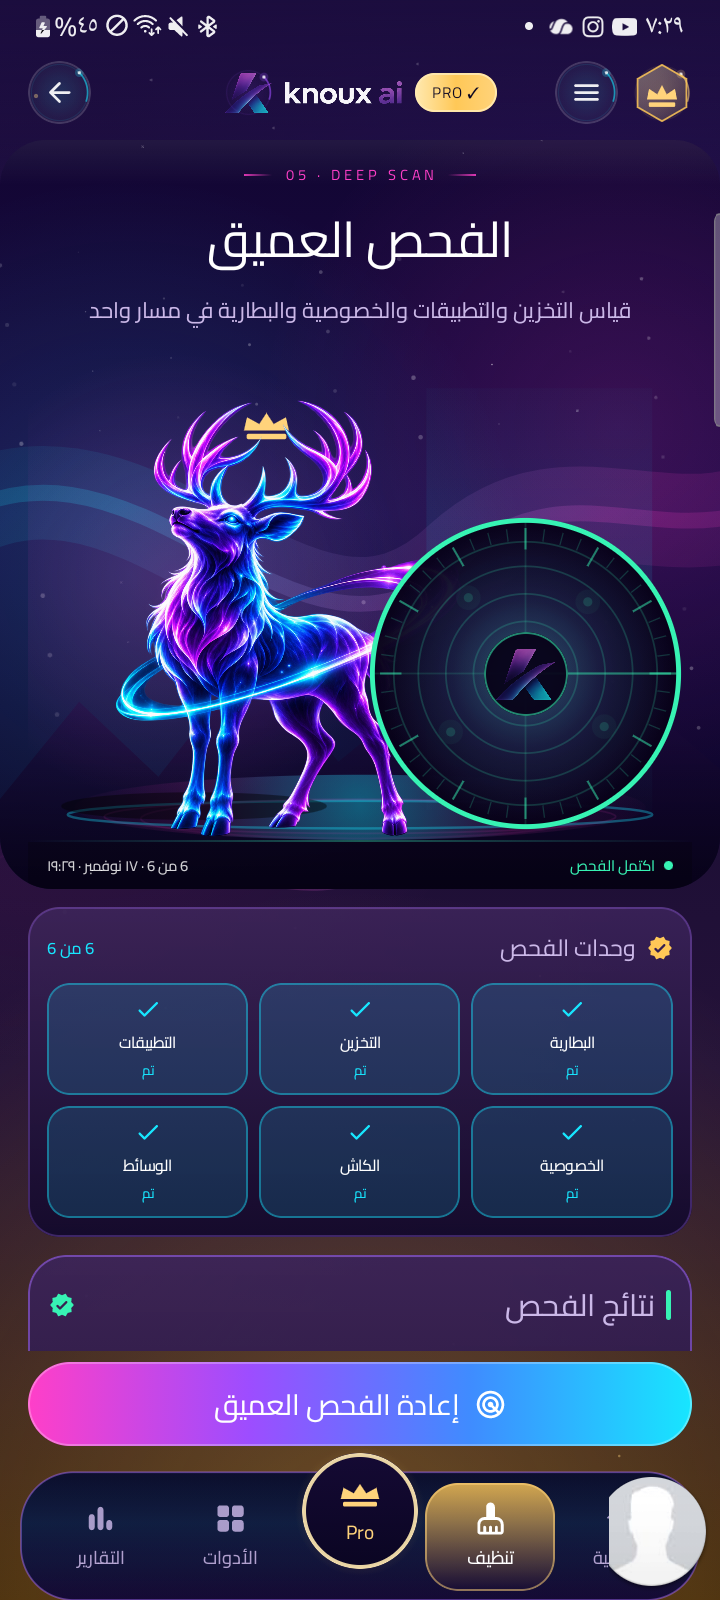 ٧:٢٩
%٤٥
knoux ai
PRO ✓
05 · DEEP SCAN
الفحص العميق
قياس التخزين والتطبيقات والخصوصية والبطارية في مسار واحد
اكتمل الفحص
6 من 6 · ١٧ نوفمبر · ١٩:٢٩
وحدات الفحص
6 من 6
البطارية
تم
التخزين
تم
التطبيقات
تم
الخصوصية
تم
الكاش
تم
الوسائط
تم
نتائج الفحص
إعادة الفحص العميق
تنظيف
Pro
الأدوات
التقارير